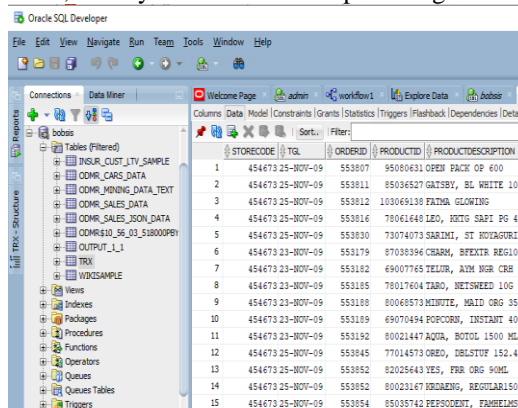 Oracle SQL Developer
File Edit View Navigate Run Team Tools Window Help
Connections Data Miner
Welcome Page admin workflow1 Explore Data bobsis
Columns Data Model Constraints Grants Statistics Triggers Flashback Dependencies Deta
Sort.. Filter:
Reports
Structure
TRX -
bobsis
Tables (Filtered)
INSUR_CUST_LTV_SAMPLE
ODMR_CARS_DATA
ODMR_MINING_DATA_TEXT
ODMR_SALES_DATA
ODMR_SALES_JSON_DATA
ODMR$10_56_03_518000PBY
OUTPUT_1_1
TRX
WIKISAMPLE
Views
Indexes
Packages
Procedures
Functions
Operators
Queues
Queues Tables
Triggers
STORECODE TGL ORDERID PRODUCTID PRODUCTDESCRIPTION
1 454673 25-NOV-09 553807 95080631 OPEN PACK OP 600
2 454673 25-NOV-09 553811 85036527 GATSBY, BL WHITE 10
3 454673 25-NOV-09 553812 103069138 FATMA GLOWING
4 454673 25-NOV-09 553816 78061648 LEO, KKTG SAPI PG 4
5 454673 25-NOV-09 553830 73074073 SARIMI, ST KOYAGURI
6 454673 23-NOV-09 553179 87038396 CHARM, BFEXTR REG10
7 454673 23-NOV-09 553182 69007765 TELUR, AYM NGR CRH
8 454673 23-NOV-09 553185 78017604 TARO, NETSWEED 10G
9 454673 23-NOV-09 553188 80068573 MINUTE, MAID ORG 35
10 454673 23-NOV-09 553189 69070494 POPCORN, INSTANT 40
11 454673 23-NOV-09 553192 80021447 AQUA, BOTOL 1500 ML
12 454673 25-NOV-09 553845 77014573 OREO, DBLSTUF 152.4
13 454673 25-NOV-09 553852 82025643 YES, FRR ORG 90ML
14 454673 25-NOV-09 553852 80023167 KRDAENG, REGULAR150
15 454673 25-NOV-09 553854 85035742 PEPSODENT, FAMHELMS